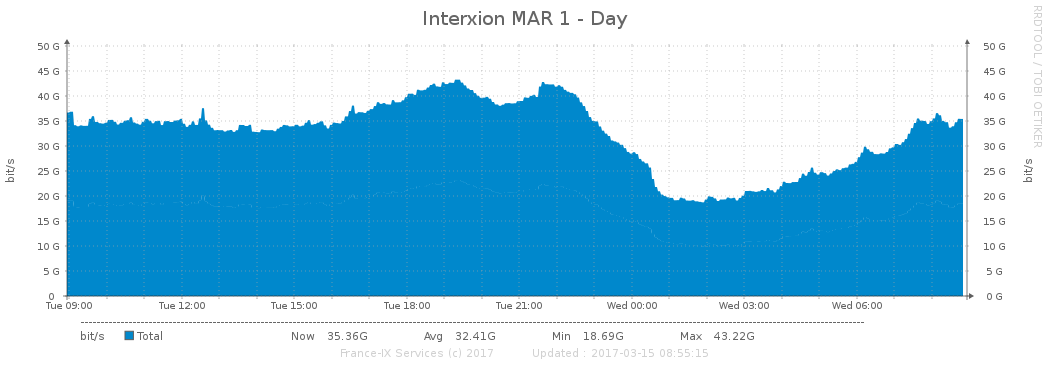 Interxion MAR 1 - Day
RRDTOOL / TOBI OETIKER
bit/s
50 G 50 G
45 G 45 G
40 G 40 G
35 G 35 G
30 G 30 G
25 G 25 G
20 G 20 G
15 G 15 G
10 G 10 G
5 G 5 G
0 0 G
bit/s
Tue 09:00 Tue 12:00 Tue 15:00 Tue 18:00 Tue 21:00 Wed 00:00 Wed 03:00 Wed 06:00
bit/s Total Now 35.36G Avg 32.41G Min 18.69G Max 43.22G
France-IX Services (c) 2017 Updated : 2017-03-15 08:55:15